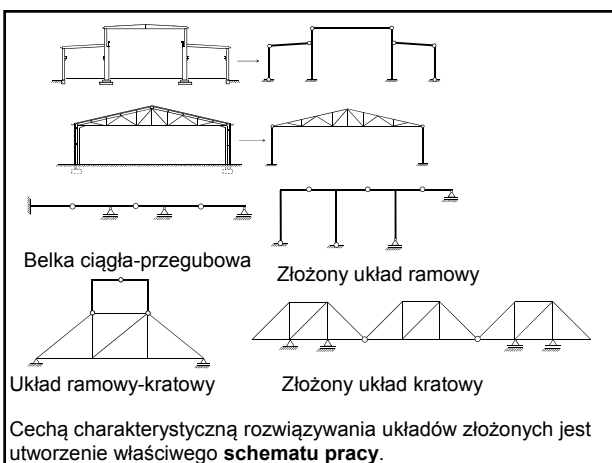 Belka ciągła-przegubowa
Złożony układ ramowy
Układ ramowy-kratowy
Złożony układ kratowy
Cechą charakterystyczną rozwiązywania układów złożonych jest
utworzenie właściwego schematu pracy.